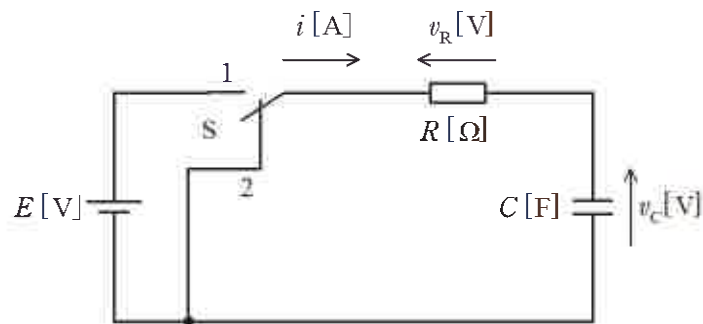 i [A]
v_R [V]
1
S
R [Ω]
2
E [V]
C [F]
v_C [V]